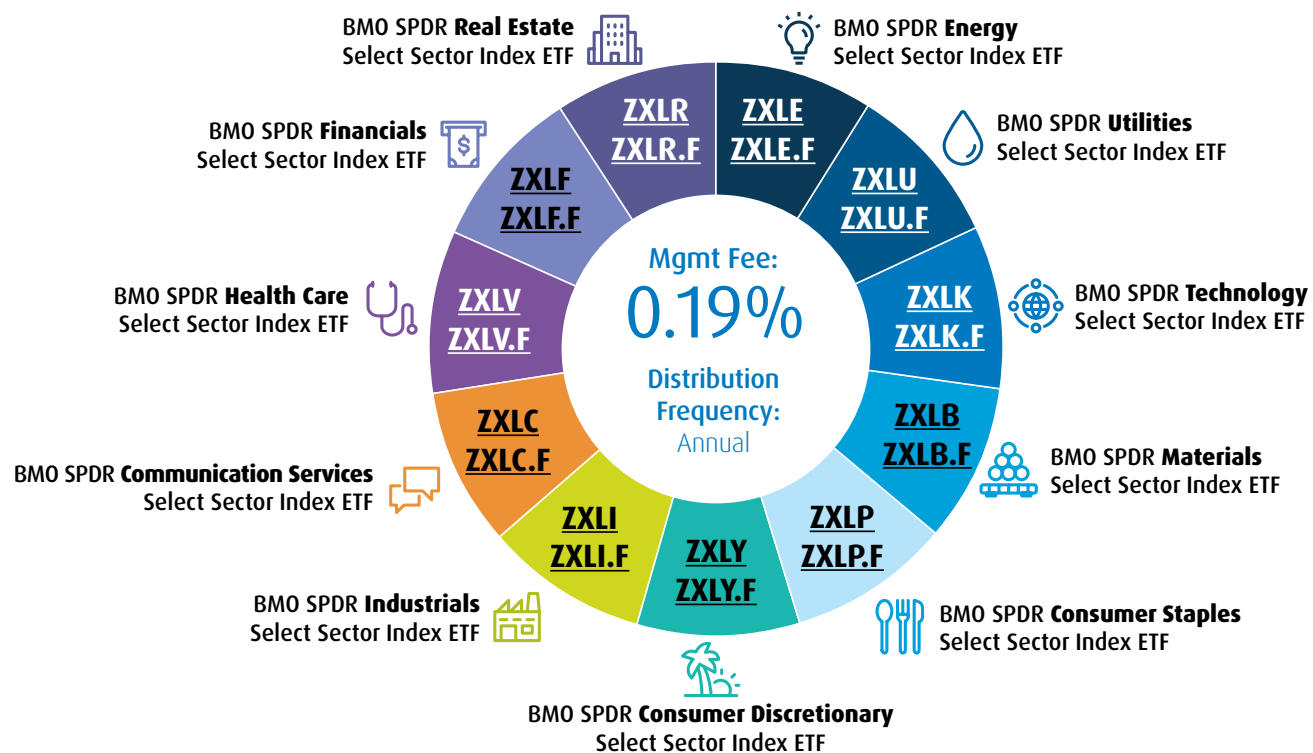 BMO SPDR Real Estate
Select Sector Index ETF
BMO SPDR Energy
Select Sector Index ETF
ZXLR
ZXLR.F
ZXLE
ZXLE.F
BMO SPDR Financials
Select Sector Index ETF
BMO SPDR Utilities
Select Sector Index ETF
ZXLF
ZXLF.F
ZXLU
ZXLU.F
Mgmt Fee:
0.19%
Distribution
Frequency:
Annual
BMO SPDR Health Care
Select Sector Index ETF
ZXLV
ZXLV.F
ZXLK
ZXLK.F
BMO SPDR Technology
Select Sector Index ETF
ZXLC
ZXLC.F
ZXLB
ZXLB.F
BMO SPDR Communication Services
Select Sector Index ETF
BMO SPDR Materials
Select Sector Index ETF
ZXLI
ZXLI.F
ZXLY
ZXLY.F
ZXLP
ZXLP.F
BMO SPDR Industrials
Select Sector Index ETF
BMO SPDR Consumer Staples
Select Sector Index ETF
BMO SPDR Consumer Discretionary
Select Sector Index ETF